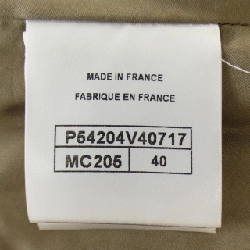 MADE IN FRANCE
FABRIQUE EN FRANCE
P54204V40717
MC205 40